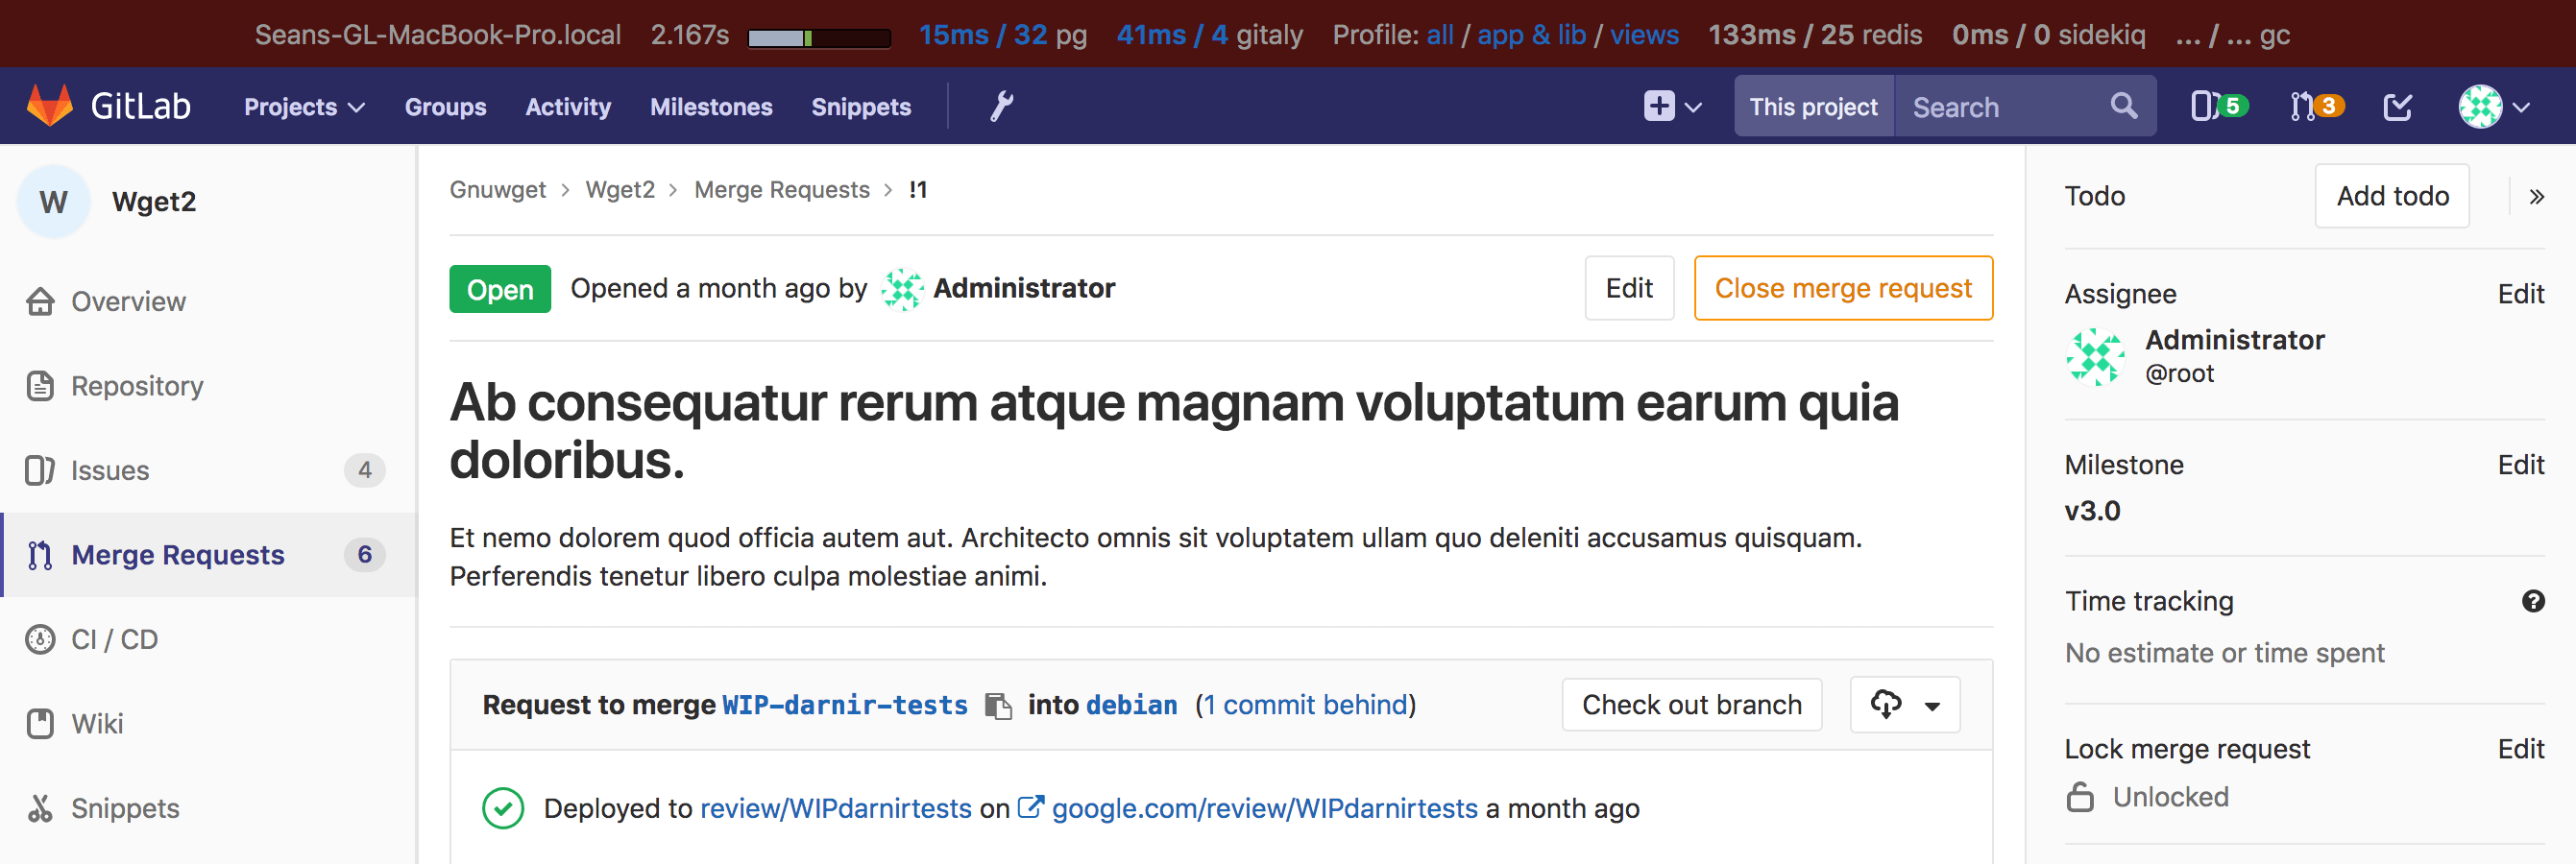 Seans-GL-MacBook-Pro.local 2.167s 15ms / 32 pg 41ms / 4 gitaly Profile: all / app & lib / views 133ms / 25 redis 0ms / 0 sidekiq ... / ... gc
GitLab Projects Groups Activity Milestones Snippets This project Search 5 3
W Wget2
Overview
Repository
Issues 4
Merge Requests 6
CI / CD
Wiki
Snippets
Gnuwget > Wget2 > Merge Requests > !1
Open Opened a month ago by Administrator Edit Close merge request
Ab consequatur rerum atque magnam voluptatum earum quia
doloribus.
Et nemo dolorem quod officia autem aut. Architecto omnis sit voluptatem ullam quo deleniti accusamus quisquam.
Perferendis tenetur libero culpa molestiae animi.
Request to merge WIP-darnir-tests into debian (1 commit behind) Check out branch
Deployed to review/WIPdarnirtests on google.com/review/WIPdarnirtests a month ago
Todo Add todo »
Assignee Edit
Administrator
@root
Milestone Edit
v3.0
Time tracking ?
No estimate or time spent
Lock merge request Edit
Unlocked